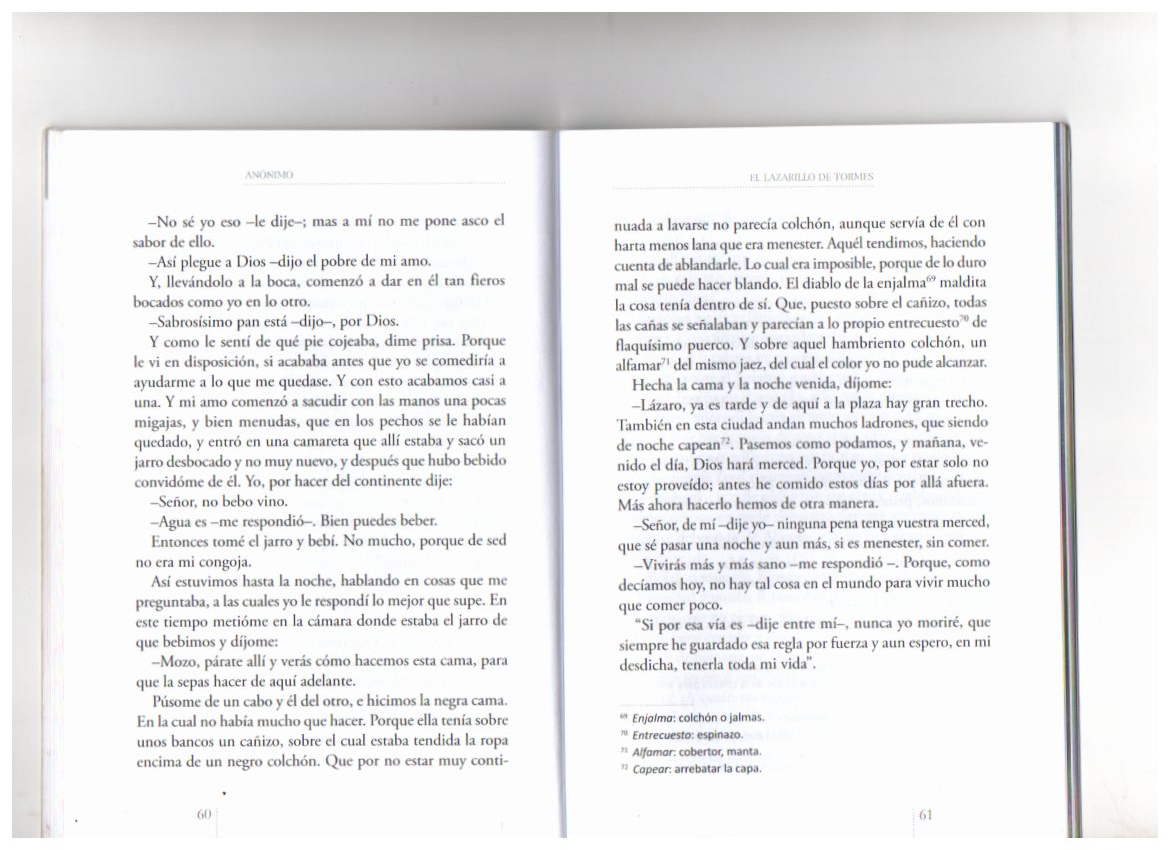 ANÓNIMO
–No sé yo eso –le dije–; mas a mí no me pone asco el
sabor de ello.
–Así plegue a Dios –dijo el pobre de mi amo.
Y, llevándolo a la boca, comenzó a dar en él tan fieros
bocados como yo en lo otro.
–Sabrosísimo pan está –dijo–, por Dios.
Y como le sentí de qué pie cojeaba, dime prisa. Porque
le vi en disposición, si acababa antes que yo se comediría a
ayudarme a lo que me quedase. Y con esto acabamos casi a
una. Y mi amo comenzó a sacudir con las manos una pocas
migajas, y bien menudas, que en los pechos se le habían
quedado, y entró en una camareta que allí estaba y sacó un
jarro desbocado y no muy nuevo, y después que hubo bebido
convidóme de él. Yo, por hacer del continente dije:
–Señor, no bebo vino.
–Agua es –me respondió–. Bien puedes beber.
Entonces tomé el jarro y bebí. No mucho, porque de sed
no era mi congoja.
Así estuvimos hasta la noche, hablando en cosas que me
preguntaba, a las cuales yo le respondí lo mejor que supe. En
este tiempo metióme en la cámara donde estaba el jarro de
que bebimos y díjome:
–Mozo, párate allí y verás cómo hacemos esta cama, para
que la sepas hacer de aquí adelante.
Púsome de un cabo y él del otro, e hicimos la negra cama.
En la cual no había mucho que hacer. Porque ella tenía sobre
unos bancos un cañizo, sobre el cual estaba tendida la ropa
encima de un negro colchón. Que por no estar muy conti-
60
EL LAZARILLO DE TORMES
nuada a lavarse no parecía colchón, aunque servía de él con
harta menos lana que era menester. Aquél tendimos, haciendo
cuenta de ablandarle. Lo cual era imposible, porque de lo duro
mal se puede hacer blando. El diablo de la enjalma⁶⁹ maldita
la cosa tenía dentro de sí. Que, puesto sobre el cañizo, todas
las cañas se señalaban y parecían a lo propio entrecuesto⁷⁰ de
flaquísimo puerco. Y sobre aquel hambriento colchón, un
alfamar⁷¹ del mismo jaez, del cual el color yo no pude alcanzar.
Hecha la cama y la noche venida, díjome:
–Lázaro, ya es tarde y de aquí a la plaza hay gran trecho.
También en esta ciudad andan muchos ladrones, que siendo
de noche capean⁷². Pasemos como podamos, y mañana, ve-
nido el día, Dios hará merced. Porque yo, por estar solo no
estoy proveído; antes he comido estos días por allá afuera.
Más ahora hacerlo hemos de otra manera.
–Señor, de mí –dije yo– ninguna pena tenga vuestra merced,
que sé pasar una noche y aun más, si es menester, sin comer.
–Vivirás más y más sano –me respondió –. Porque, como
decíamos hoy, no hay tal cosa en el mundo para vivir mucho
que comer poco.
“Si por esa vía es –dije entre mí–, nunca yo moriré, que
siempre he guardado esa regla por fuerza y aun espero, en mi
desdicha, tenerla toda mi vida”.
⁶⁹ Enjalma: colchón o jalmas.
⁷⁰ Entrecuesto: espinazo.
⁷¹ Alfamar: cobertor, manta.
⁷² Capear: arrebatar la capa.
61